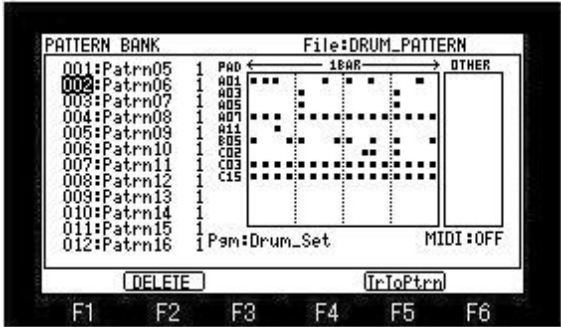 PATTERN BANK File:DRUM_PATTERN
001:Patrn05 1
002:Patrn06 1
003:Patrn07 1
004:Patrn08 1
005:Patrn09 1
006:Patrn10 1
007:Patrn11 1
008:Patrn12 1
009:Patrn13 1
010:Patrn14 1
011:Patrn15 1
012:Patrn16 1
PAD 1BAR OTHER
A01
A03
A05
A07
A11
B05
C02
C03
C15
Pgm:Drum_Set MIDI:OFF
DELETE TrToPtrn
F1 F2 F3 F4 F5 F6